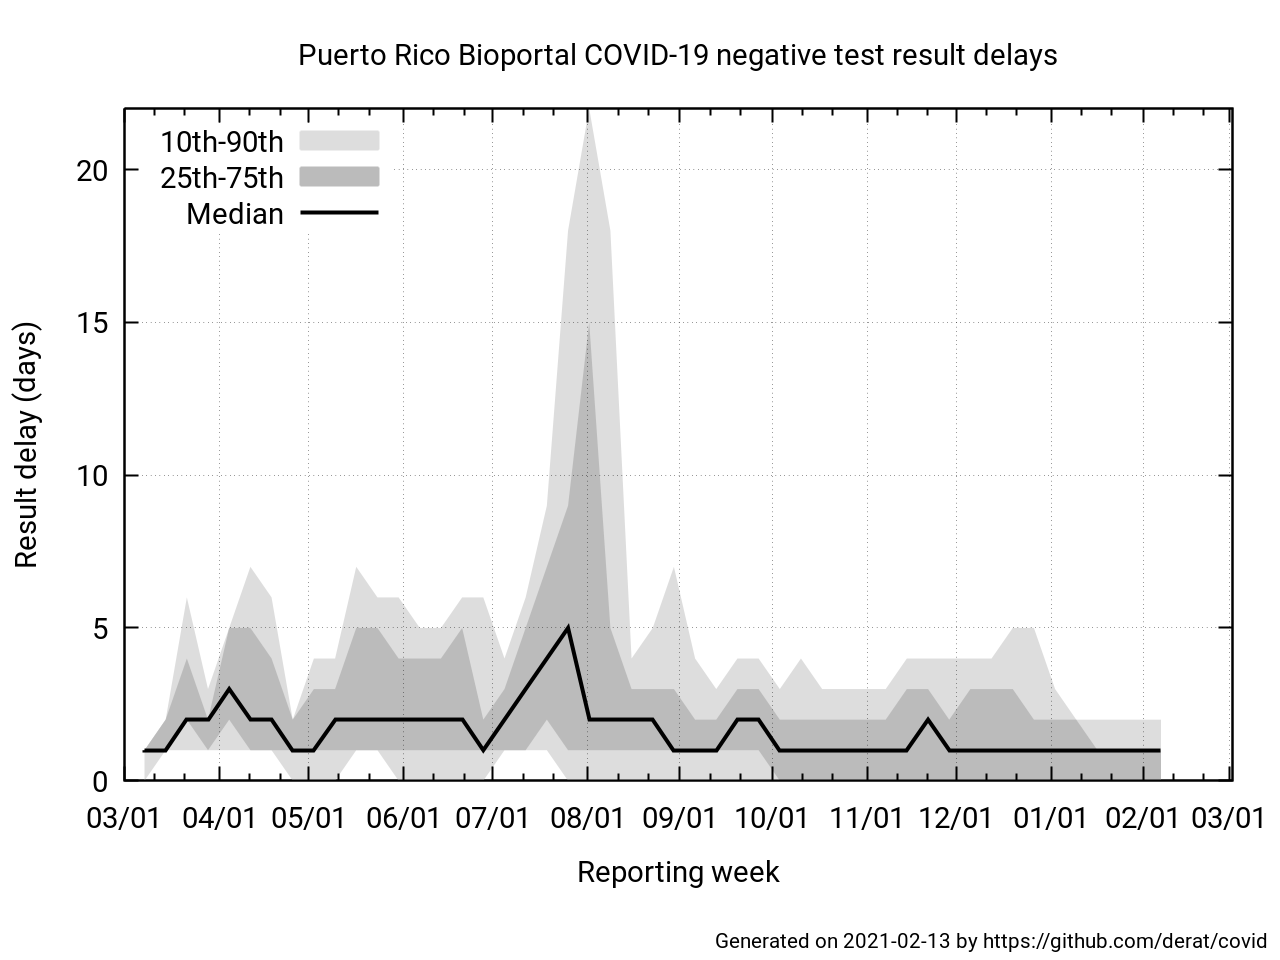 Puerto Rico Bioportal COVID-19 negative test result delays
10th-90th
25th-75th
Median
20
15
10
5
0
Result delay (days)
03/01 04/01 05/01 06/01 07/01 08/01 09/01 10/01 11/01 12/01 01/01 02/01 03/01
Reporting week
Generated on 2021-02-13 by https://github.com/derat/covid